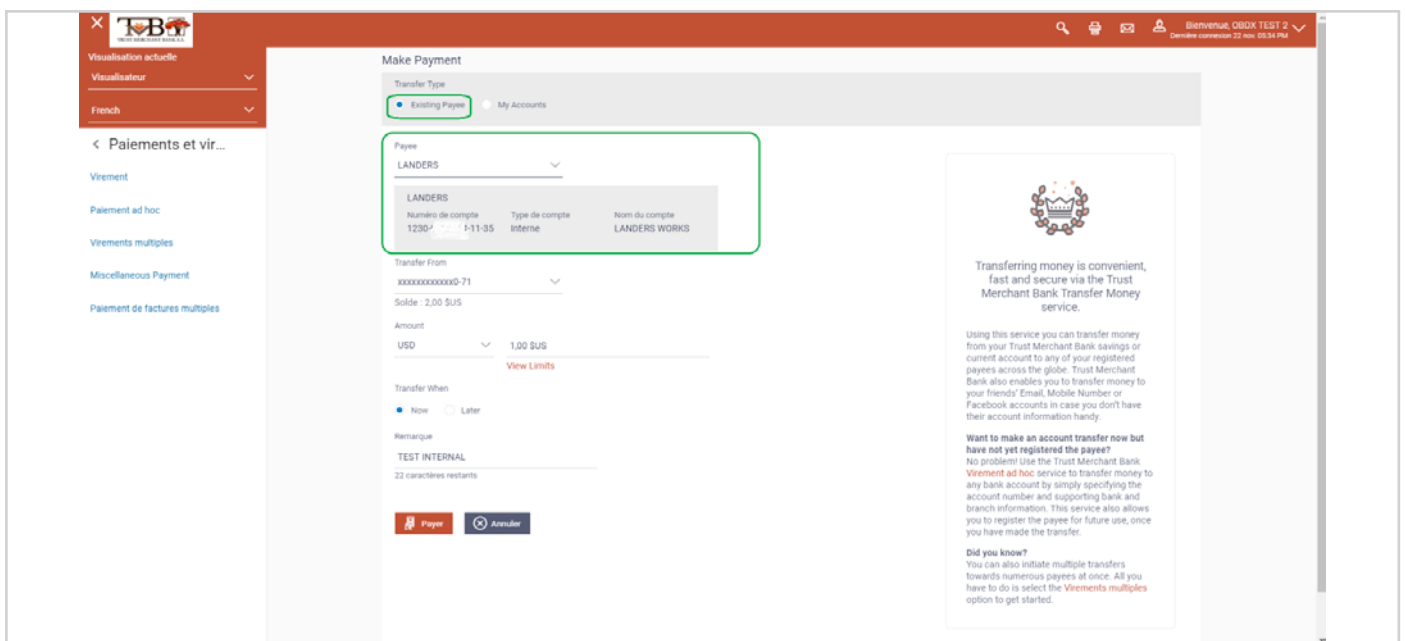 TMB
TRUST MERCHANT BANK S.A.
Bienvenue, OBDX TEST 2
Dernière connexion 22 nov. 05:34 PM
Visualisation actuelle
Visualisateur
French
Paiements et vir...
Virement
Paiement ad hoc
Virements multiples
Miscellaneous Payment
Paiement de factures multiples
Make Payment
Transfer Type
Existing Payee
My Accounts
Payee
LANDERS
LANDERS
Numéro de compte Type de compte Nom du compte
1230- -11-35 Interne LANDERS WORKS
Transfer From
xxxxxxxxxxxx0-71
Solde : 2,00 $US
Amount
USD 1,00 $US
View Limits
Transfer When
Now Later
Remarque
TEST INTERNAL
22 caractères restants
Payer Annuler
Transferring money is convenient,
fast and secure via the Trust
Merchant Bank Transfer Money
service.
Using this service you can transfer money
from your Trust Merchant Bank savings or
current account to any of your registered
payees across the globe. Trust Merchant
Bank also enables you to transfer money to
your friends' Email, Mobile Number or
Facebook accounts in case you don't have
their account information handy.
Want to make an account transfer now but
have not yet registered the payee?
No problem! Use the Trust Merchant Bank
Virement ad hoc service to transfer money to
any bank account by simply specifying the
account number and supporting bank and
branch information. This service also allows
you to register the payee for future use, once
you have made the transfer.
Did you know?
You can also initiate multiple transfers
towards numerous payees at once. All you
have to do is select the Virements multiples
option to get started.